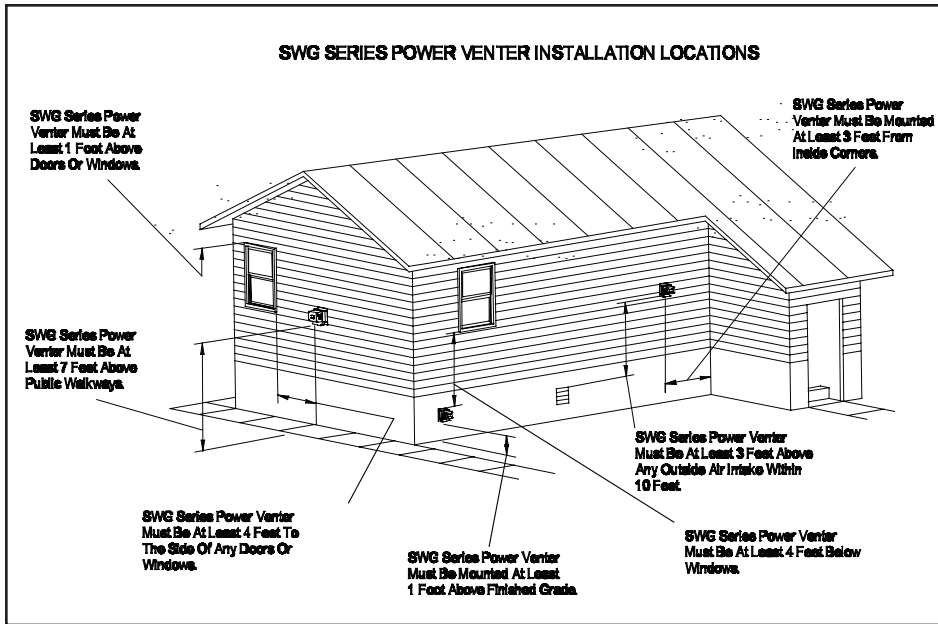 SWG SERIES POWER VENTER INSTALLATION LOCATIONS
SWG Series Power
Venter Must Be At
Least 1 Foot Above
Doors Or Windows.
SWG Series Power
Venter Must Be Mounted
At Least 3 Feet From
Inside Corners.
SWG Series Power
Venter Must Be At
Least 7 Feet Above
Public Walkways.
SWG Series Power Venter
Must Be At Least 3 Feet Above
Any Outside Air Intake Within
10 Feet.
SWG Series Power Venter
Must Be At Least 4 Feet To
The Side Of Any Doors Or
Windows.
SWG Series Power Venter
Must Be Mounted At Least
1 Foot Above Finished Grade.
SWG Series Power Venter
Must Be At Least 4 Feet Below
Windows.